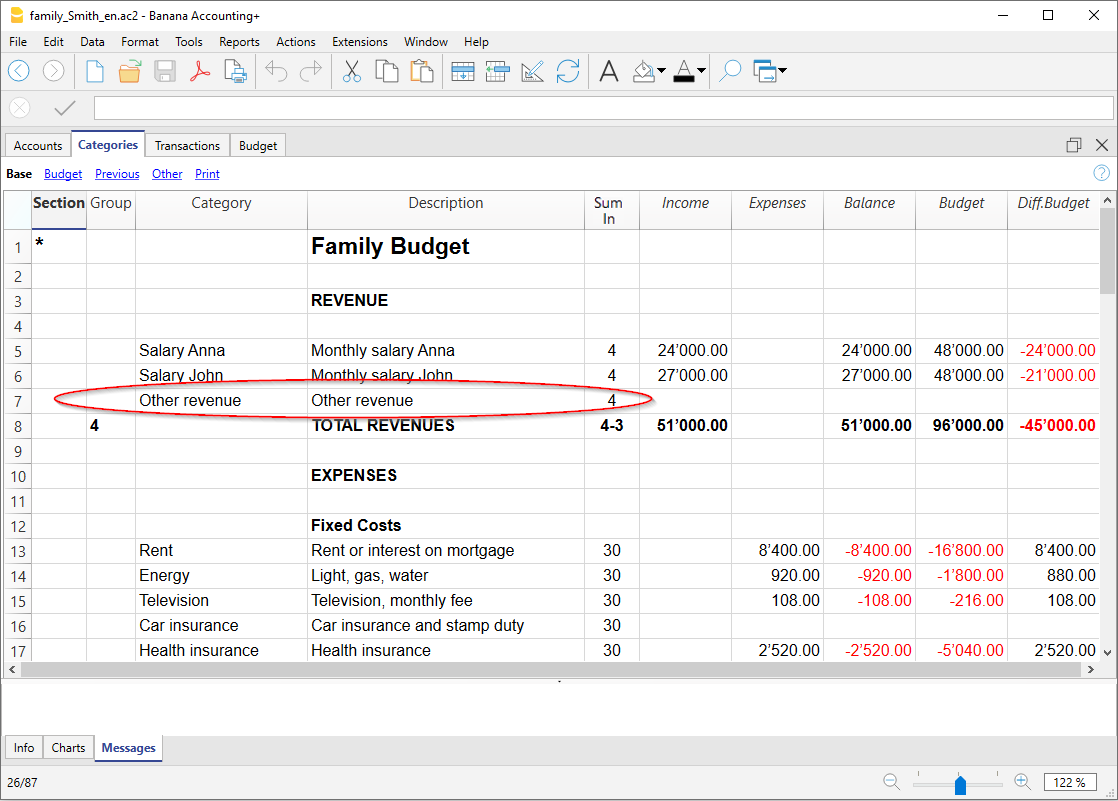 family_Smith_en.ac2 - Banana Accounting+
File Edit Data Format Tools Reports Actions Extensions Window Help
Accounts Categories Transactions Budget
Base Budget Previous Other Print
Section Group Category Description Sum In Income Expenses Balance Budget Diff.Budget
1 * Family Budget
2
3 REVENUE
4
5 Salary Anna Monthly salary Anna 4 24’000.00 24’000.00 48’000.00 -24’000.00
6 Salary John Monthly salary John 4 27’000.00 27’000.00 48’000.00 -21’000.00
7 Other revenue Other revenue 4
8 4 TOTAL REVENUES 4-3 51’000.00 51’000.00 96’000.00 -45’000.00
9
10 EXPENSES
11
12 Fixed Costs
13 Rent Rent or interest on mortgage 30 8’400.00 -8’400.00 -16’800.00 8’400.00
14 Energy Light, gas, water 30 920.00 -920.00 -1’800.00 880.00
15 Television Television, monthly fee 30 108.00 -108.00 -216.00 108.00
16 Car insurance Car insurance and stamp duty 30
17 Health insurance Health insurance 30 2’520.00 -2’520.00 -5’040.00 2’520.00
Info Charts Messages
26/87 122 %